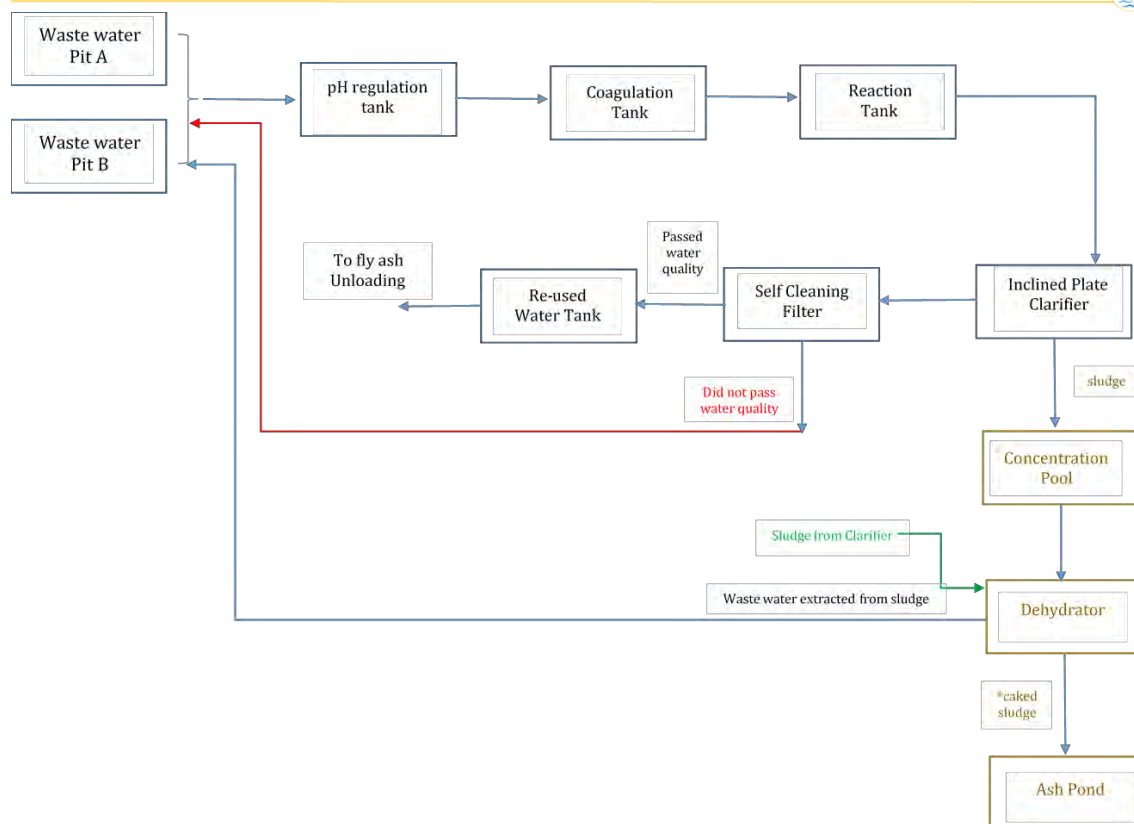 Waste water
Pit A
pH regulation
tank
Coagulation
Tank
Reaction
Tank
Waste water
Pit B
To fly ash
Unloading
Re-used
Water Tank
Passed
water
quality
Self Cleaning
Filter
Inclined Plate
Clarifier
Did not pass
water quality
sludge
Concentration
Pool
Sludge from Clarifier
Waste water extracted from sludge
Dehydrator
*caked
sludge
Ash Pond